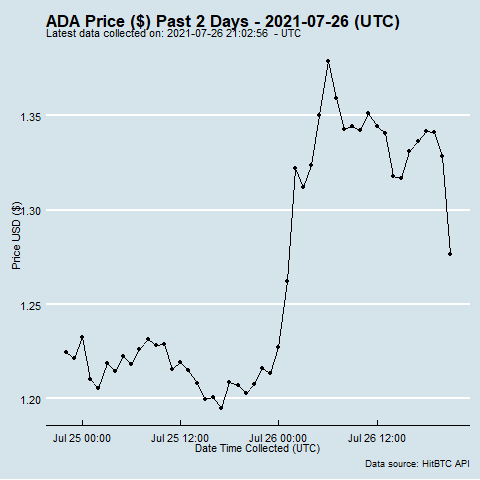 ADA Price ($) Past 2 Days - 2021-07-26 (UTC)
Latest data collected on: 2021-07-26 21:02:56 - UTC
1.35
1.30
1.25
1.20
Price USD ($)
Jul 25 00:00
Jul 25 12:00
Jul 26 00:00
Jul 26 12:00
Date Time Collected (UTC)
Data source: HitBTC API